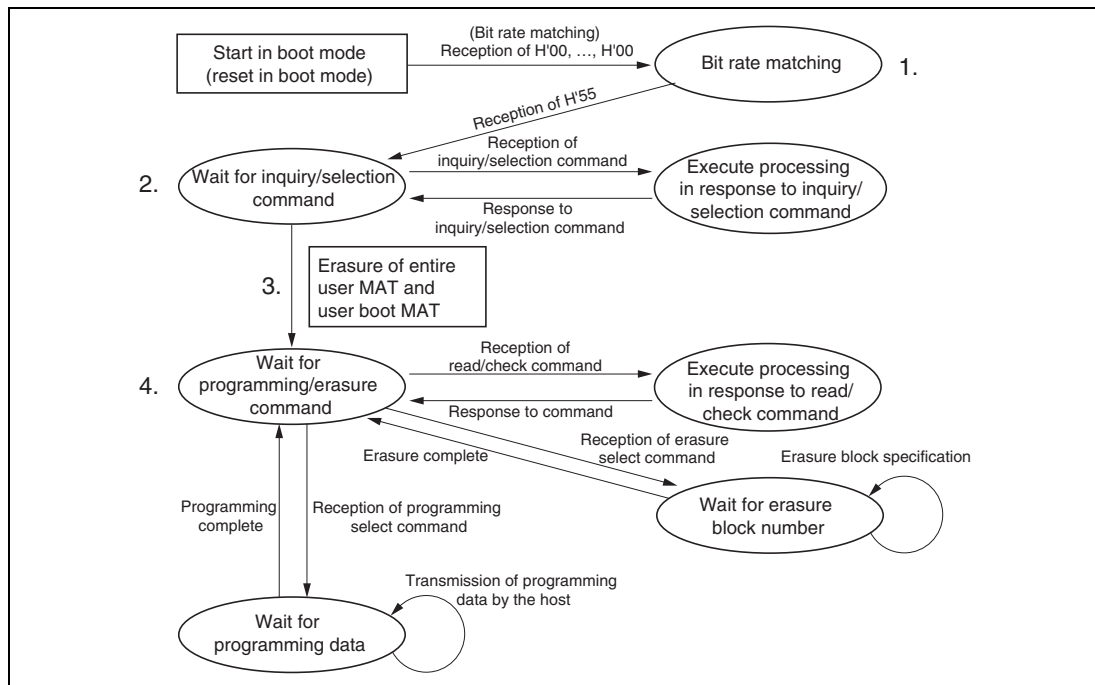 Start in boot mode
(reset in boot mode)
(Bit rate matching)
Reception of H'00, …, H'00
Bit rate matching
1.
Reception of H'55
2.
Wait for inquiry/selection
command
Reception of
inquiry/selection command
Response to
inquiry/selection command
Execute processing
in response to inquiry/
selection command
3.
Erasure of entire
user MAT and
user boot MAT
4.
Wait for
programming/erasure
command
Reception of
read/check command
Response to command
Execute processing
in response to read/
check command
Erasure complete
Reception of erasure
select command
Erasure block specification
Wait for erasure
block number
Programming
complete
Reception of programming
select command
Transmission of programming
data by the host
Wait for
programming data